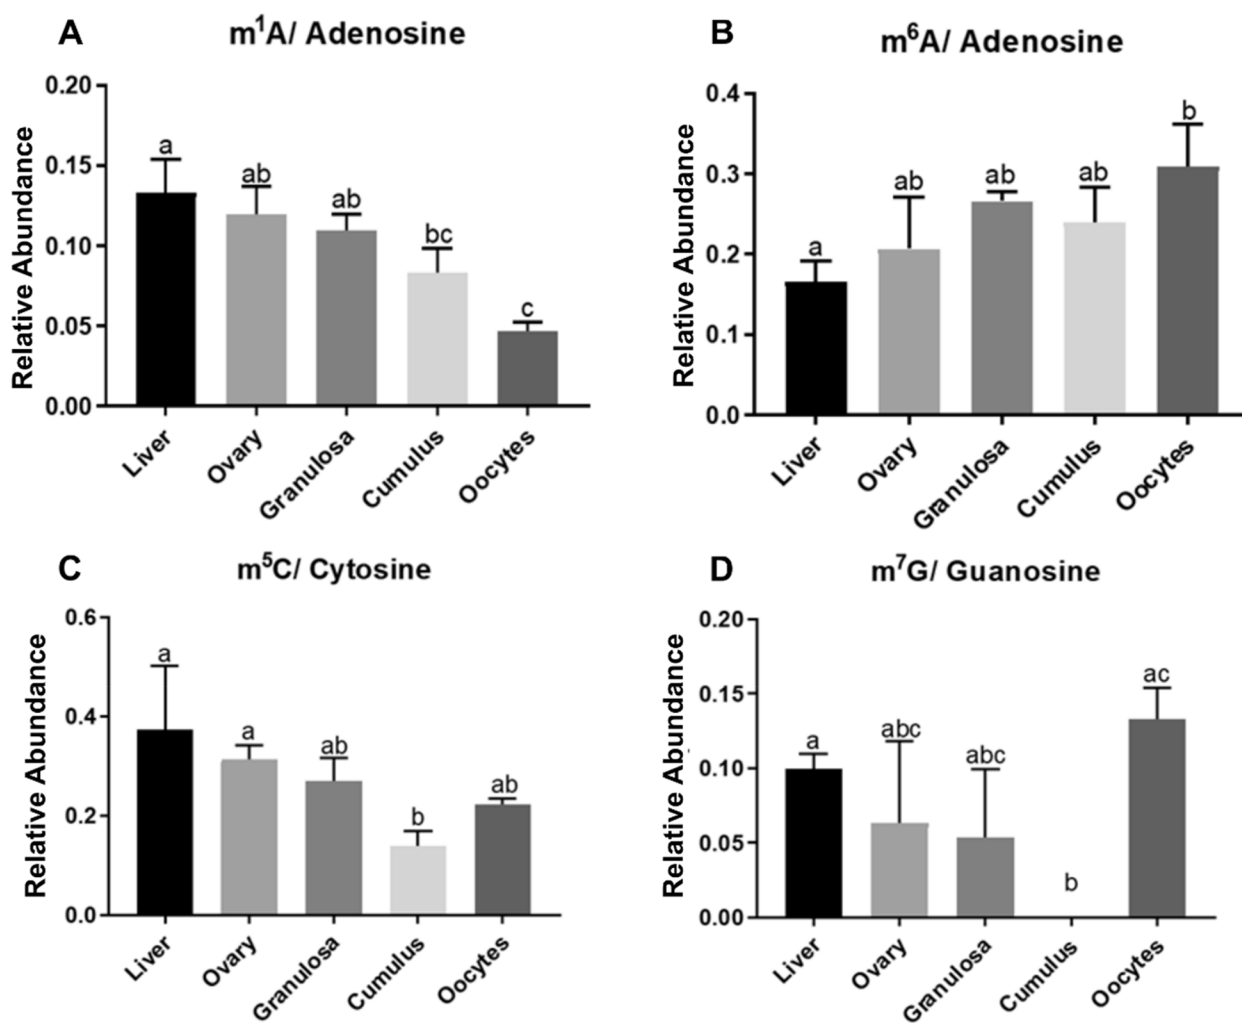 A
m¹A/ Adenosine
Relative Abundance
0.20
0.15
0.10
0.05
0.00
a
ab
ab
bc
c
Liver
Ovary
Granulosa
Cumulus
Oocytes
B
m⁶A/ Adenosine
Relative Abundance
0.4
0.3
0.2
0.1
0.0
a
ab
ab
ab
b
Liver
Ovary
Granulosa
Cumulus
Oocytes
C
m⁵C/ Cytosine
Relative Abundance
0.6
0.4
0.2
0.0
a
a
ab
b
ab
Liver
Ovary
Granulosa
Cumulus
Oocytes
D
m⁷G/ Guanosine
Relative Abundance
0.20
0.15
0.10
0.05
0.00
a
abc
abc
b
ac
Liver
Ovary
Granulosa
Cumulus
Oocytes